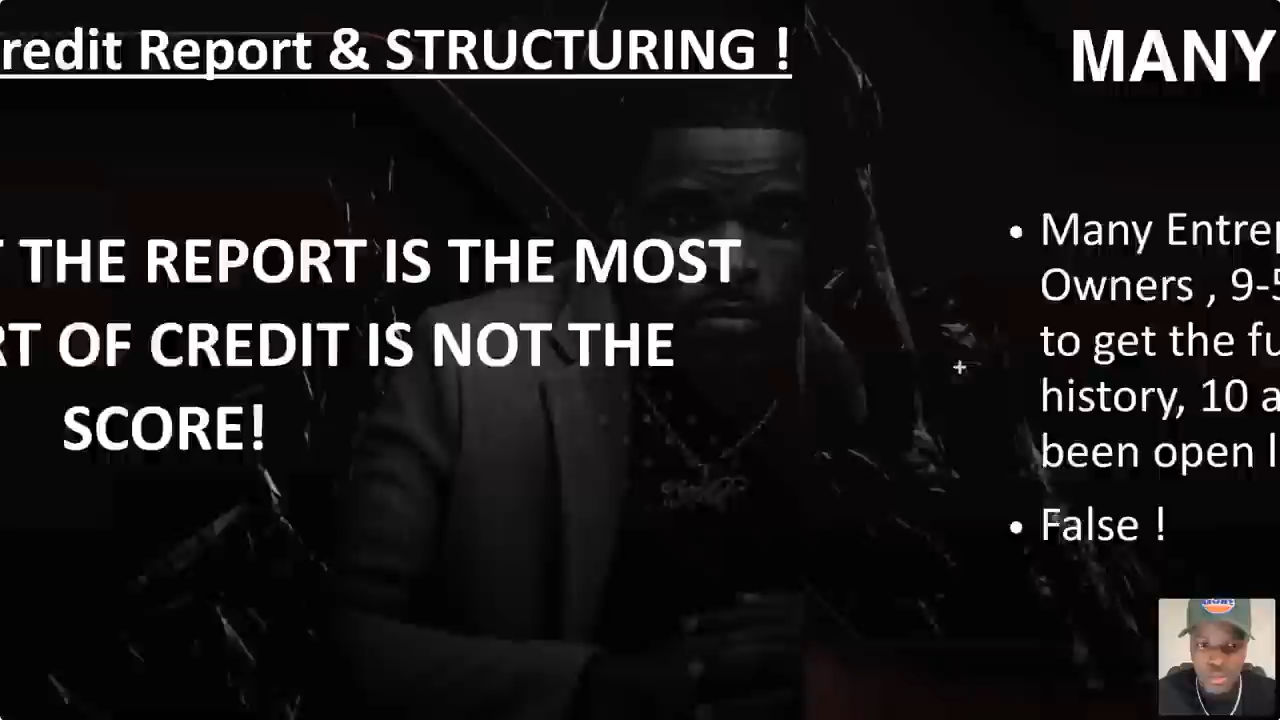 redit Report & STRUCTURING !
THE REPORT IS THE MOST
OF CREDIT IS NOT THE
SCORE!
MANY
• Many Entrep
Owners , 9-5
to get the fu
history, 10 a
been open l
• False !